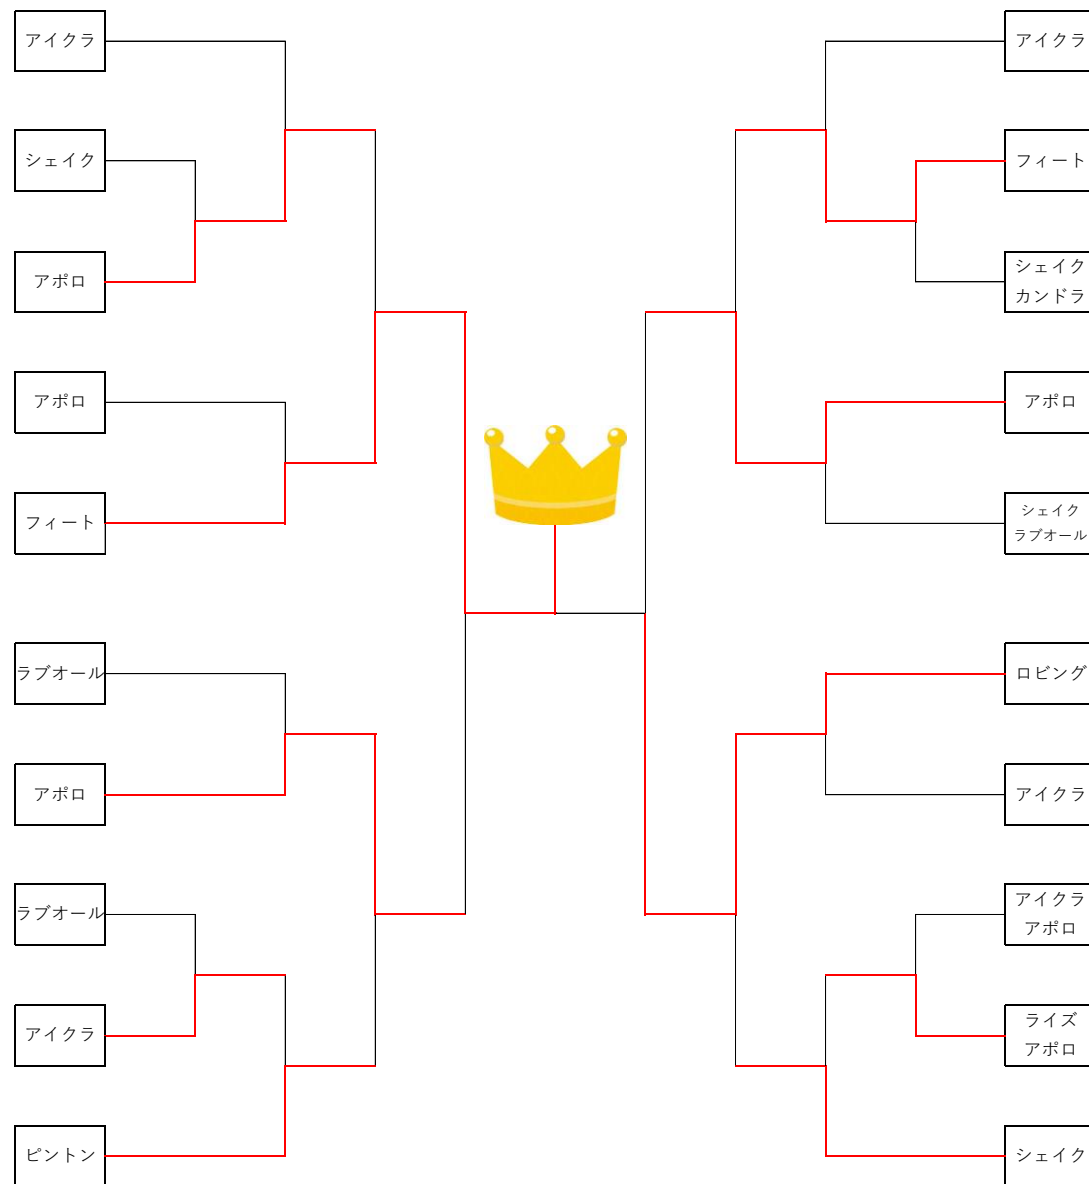 アイクラ
シェイク
アポロ
アポロ
フィート
ラブオール
アポロ
ラブオール
アイクラ
ピントン
アイクラ
フィート
シェイク
カンドラ
アポロ
シェイク
ラブオール
ロビング
アイクラ
アイクラ
アポロ
ライズ
アポロ
シェイク